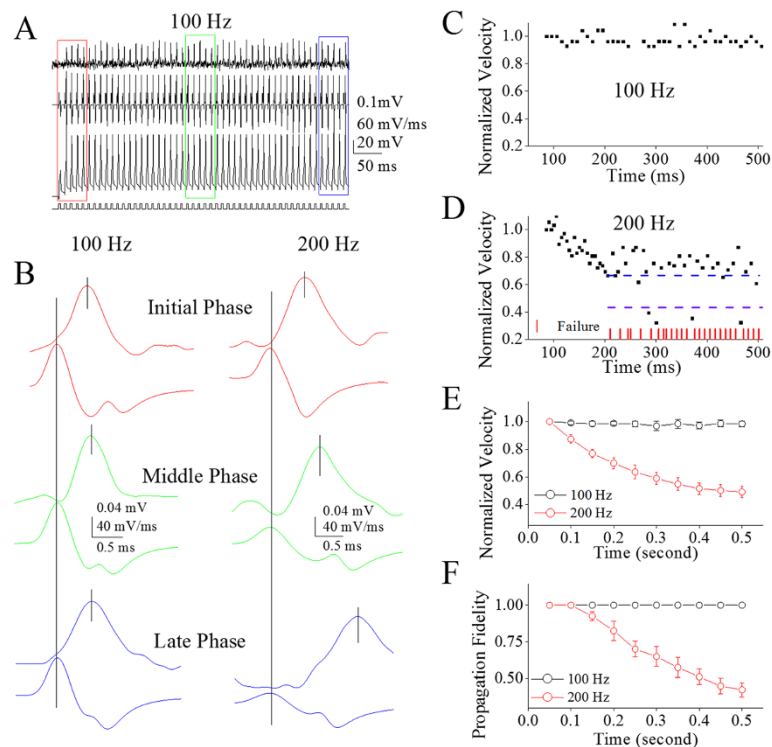 A
100 Hz
0.1mV
60 mV/ms
20 mV
50 ms
B
100 Hz
200 Hz
Initial Phase
Middle Phase
0.04 mV
40 mV/ms
0.5 ms
0.04 mV
40 mV/ms
0.5 ms
Late Phase
C
Normalized Velocity
1.0
0.8
0.6
0.4
0.2
100 Hz
100
200
300
400
500
Time (ms)
D
Normalized Velocity
1.0
0.8
0.6
0.4
0.2
200 Hz
Failure
100
200
300
400
500
Time (ms)
E
Normalized Velocity
1.0
0.8
0.6
0.4
100 Hz
200 Hz
0.0
0.1
0.2
0.3
0.4
0.5
Time (second)
F
Propagation Fidelity
1.00
0.75
0.50
100 Hz
200 Hz
0.0
0.1
0.2
0.3
0.4
0.5
Time (second)